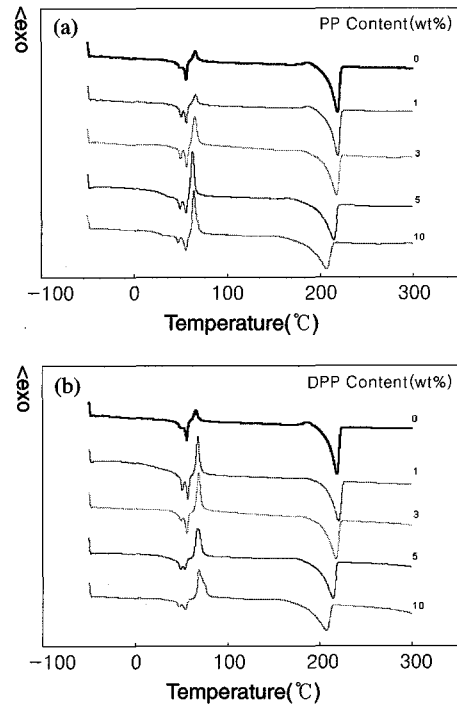 (a)
PP Content(wt%)
<exo
0
1
3
5
10
−100
0
100
200
300
Temperature(℃)
(b)
DPP Content(wt%)
<exo
0
1
3
5
10
−100
0
100
200
300
Temperature(℃)